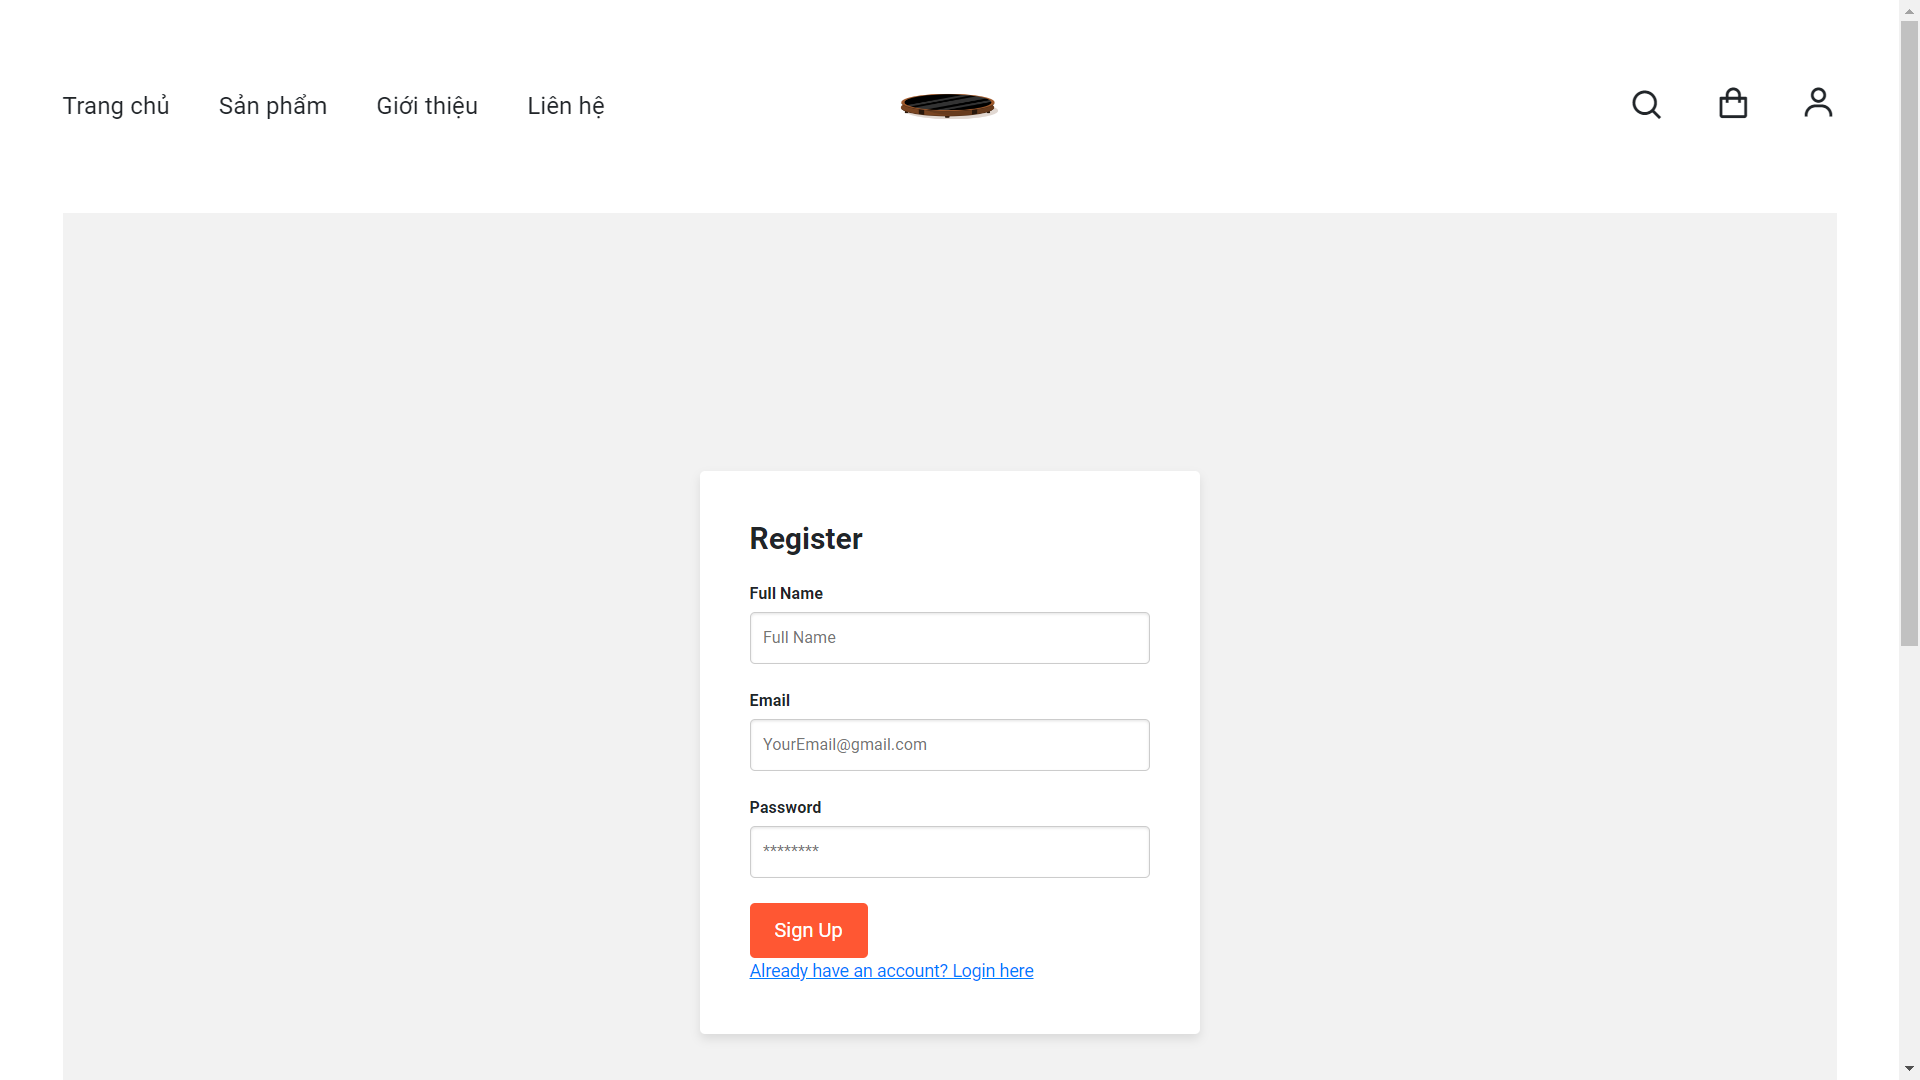 Trang chủ
Sản phẩm
Giới thiệu
Liên hệ
Register
Full Name
Full Name
Email
YourEmail@gmail.com
Password
********
Sign Up
Already have an account? Login here